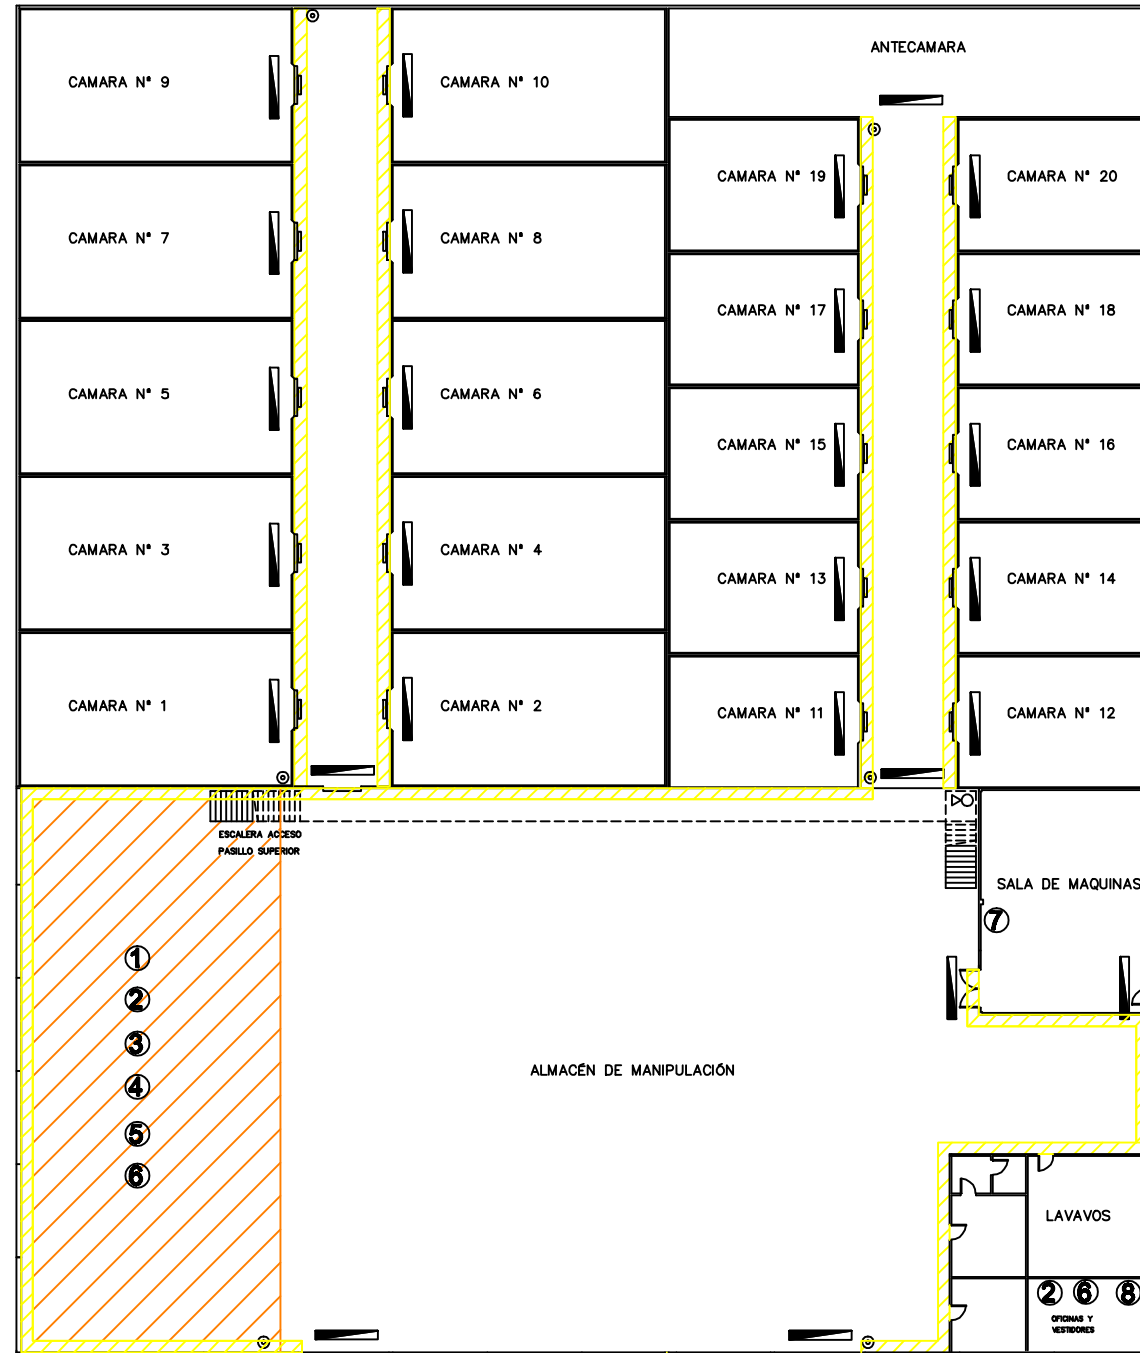 ANTECAMARA
CAMARA Nº 9
CAMARA Nº 10
CAMARA Nº 19
CAMARA Nº 20
CAMARA Nº 7
CAMARA Nº 8
CAMARA Nº 17
CAMARA Nº 18
CAMARA Nº 5
CAMARA Nº 6
CAMARA Nº 15
CAMARA Nº 16
CAMARA Nº 3
CAMARA Nº 4
CAMARA Nº 13
CAMARA Nº 14
CAMARA Nº 1
CAMARA Nº 2
CAMARA Nº 11
CAMARA Nº 12
ESCALERA ACCESO
PASILLO SUPERIOR
SALA DE MAQUINAS
7
1
2
3
4
5
6
ALMACÉN DE MANIPULACIÓN
LAVAVOS
2 6 8
OFICINAS Y
VESTIDORES